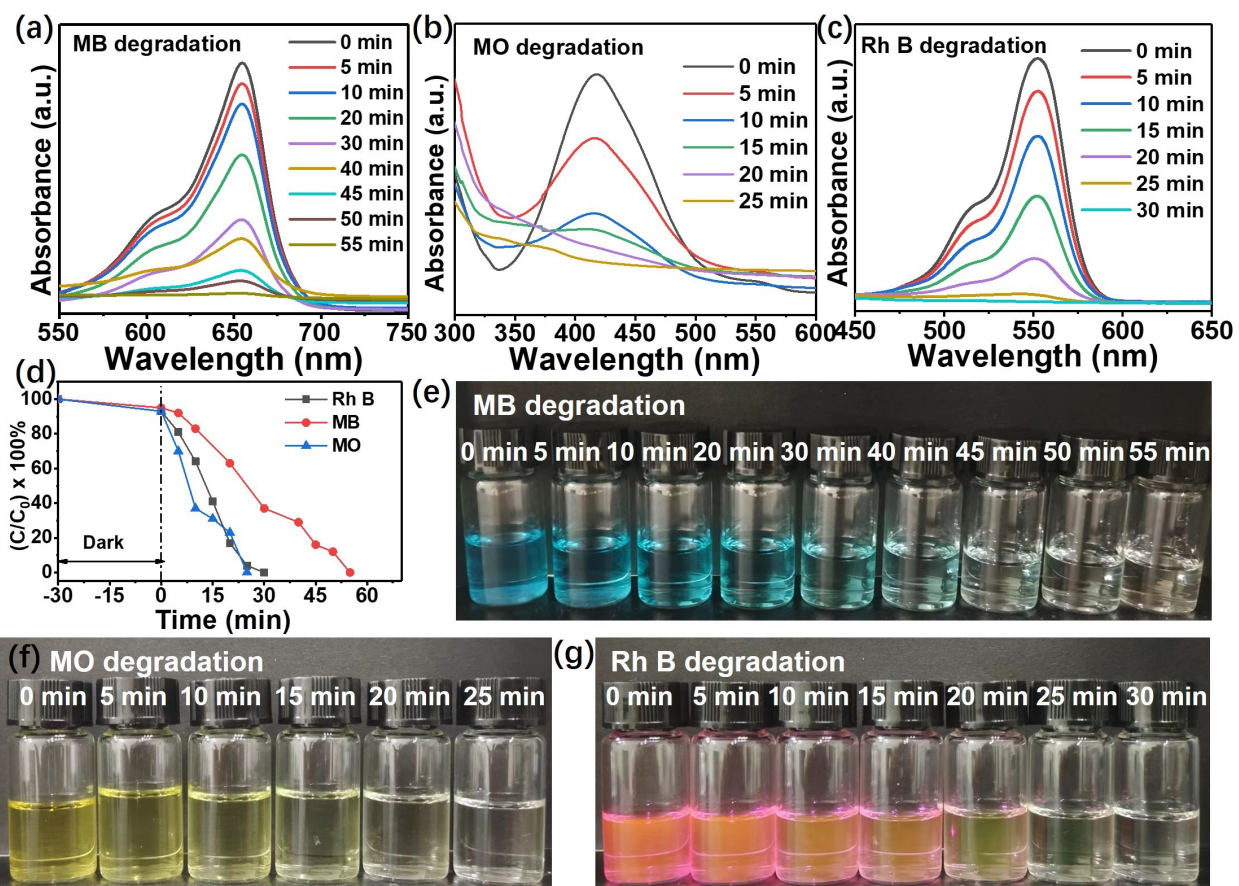 (a)
MB degradation
0 min
5 min
10 min
20 min
30 min
40 min
45 min
50 min
55 min
Absorbance (a.u.)
550 600 650 700 750
Wavelength (nm)
(b)
MO degradation
0 min
5 min
10 min
15 min
20 min
25 min
Absorbance (a.u.)
300 350 400 450 500 550 600
Wavelength (nm)
(c)
Rh B degradation
0 min
5 min
10 min
15 min
20 min
25 min
30 min
Absorbance (a.u.)
450 500 550 600 650
Wavelength (nm)
(d)
Rh B
MB
MO
100
80
60
40
20
0
(C/C₀) x 100%
Dark
-30 -15 0 15 30 45 60
Time (min)
(e)
MB degradation
0 min 5 min 10 min 20 min 30 min 40 min 45 min 50 min 55 min
(f) MO degradation
0 min 5 min 10 min 15 min 20 min 25 min
(g) Rh B degradation
0 min 5 min 10 min 15 min 20 min 25 min 30 min